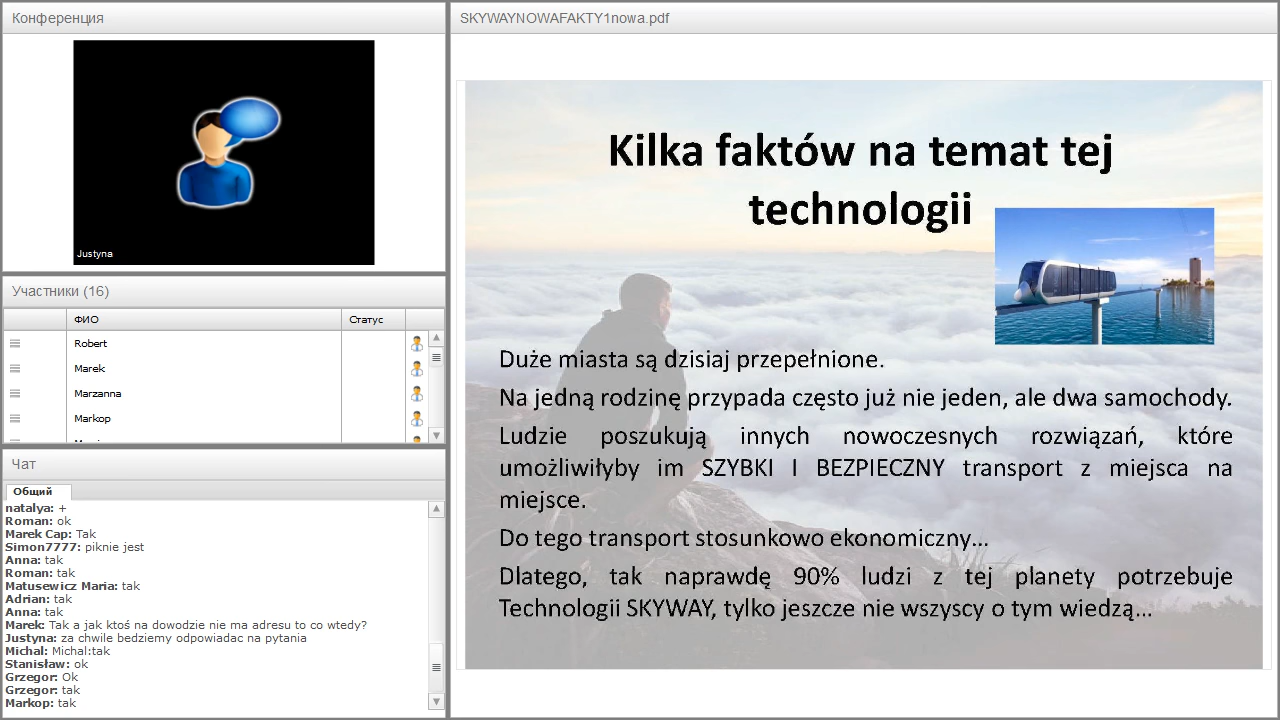 Конференция
Justyna
Участники (16)
ФИО
Статус
Robert
Marek
Marzanna
Markop
Чат
Общий
natalya: +
Roman: ok
Marek Cap: Tak
Simon7777: piknie jest
Anna: tak
Roman: tak
Matusewicz Maria: tak
Adrian: tak
Anna: tak
Marek: Tak a jak ktoś na dowodzie nie ma adresu to co wtedy?
Justyna: za chwile bedziemy odpowiadac na pytania
Michal: Michal:tak
Stanisław: ok
Grzegor: Ok
Grzegor: tak
Markop: tak
SKYWAYNOWAFAKTY1nowa.pdf
Kilka faktów na temat tej
technologii
Duże miasta są dzisiaj przepełnione.
Na jedną rodzinę przypada często już nie jeden, ale dwa samochody.
Ludzie poszukują innych nowoczesnych rozwiązań, które
umożliwiłyby im SZYBKI I BEZPIECZNY transport z miejsca na
miejsce.
Do tego transport stosunkowo ekonomiczny...
Dlatego, tak naprawdę 90% ludzi z tej planety potrzebuje
Technologii SKYWAY, tylko jeszcze nie wszyscy o tym wiedzą...